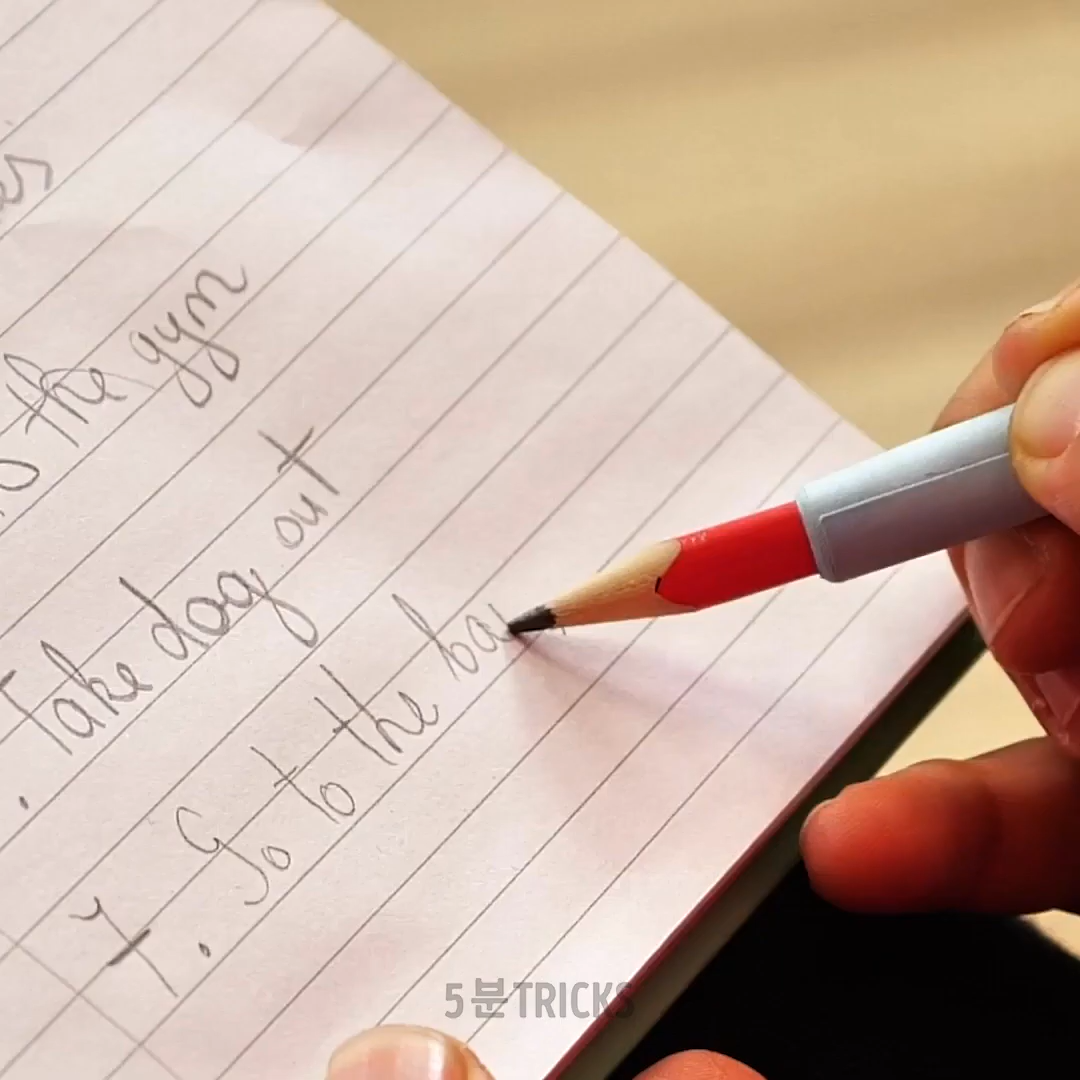 the gym
. Take dog out
7. Go to the
5분TRICKS